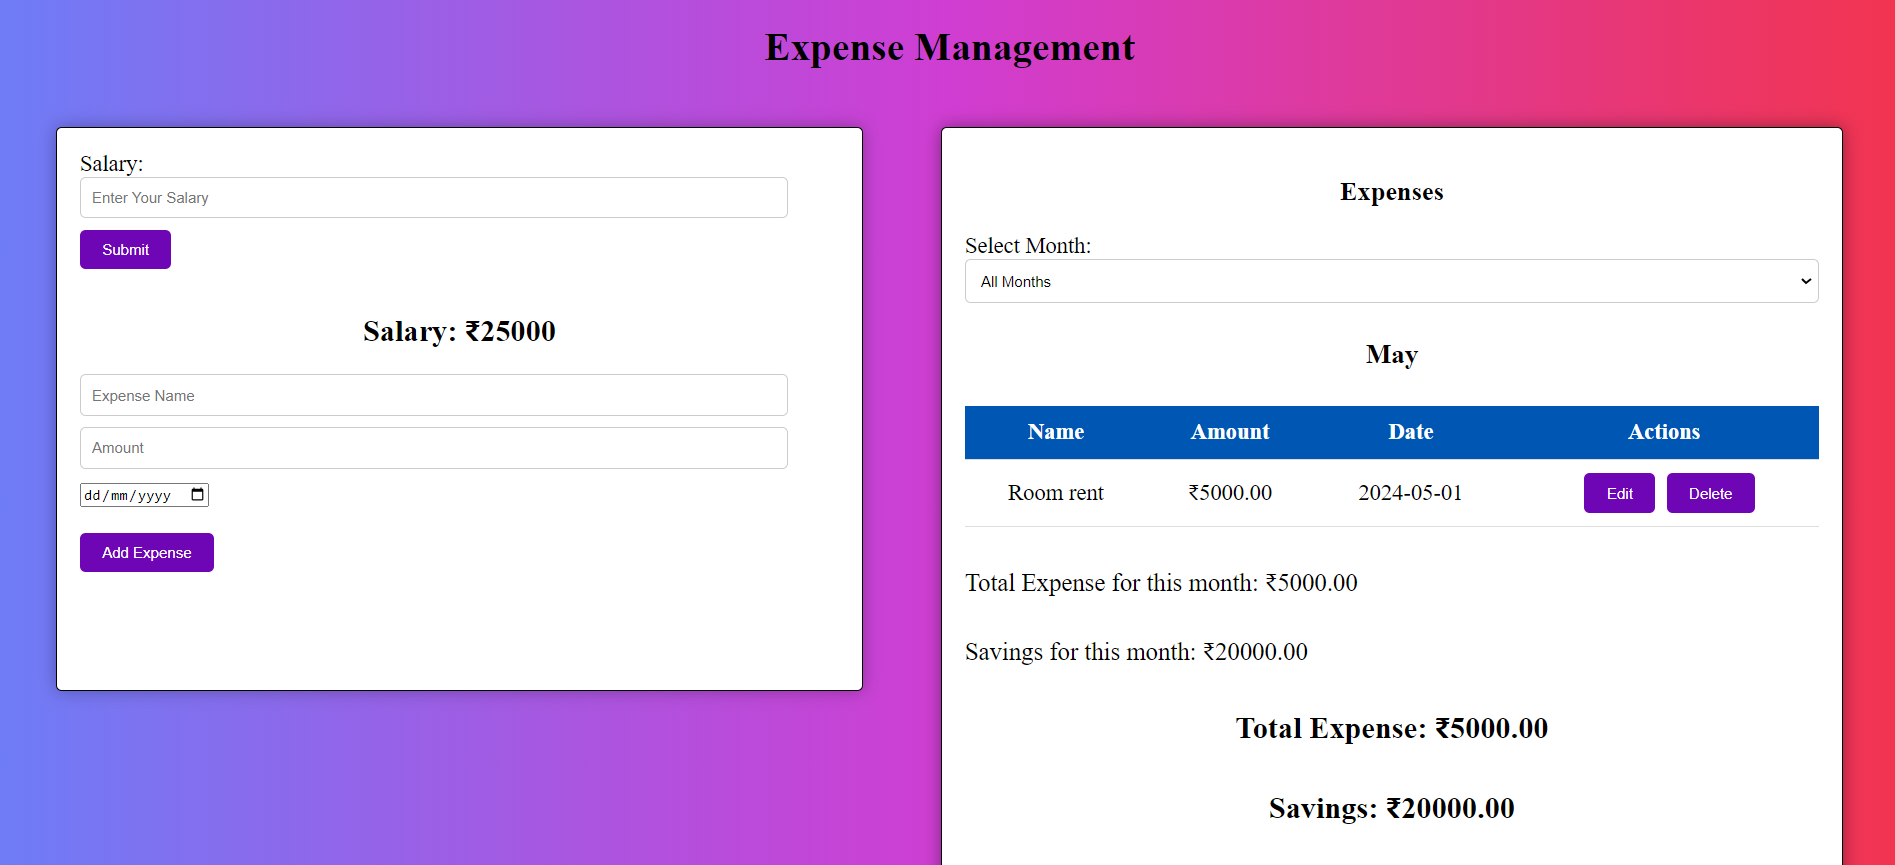 Expense Management
Salary:
Enter Your Salary
Submit
Salary: ₹25000
Expense Name
Amount
dd/mm/yyyy
Add Expense
Expenses
Select Month:
All Months
May
Name Amount Date Actions
Room rent ₹5000.00 2024-05-01 Edit Delete
Total Expense for this month: ₹5000.00
Savings for this month: ₹20000.00
Total Expense: ₹5000.00
Savings: ₹20000.00